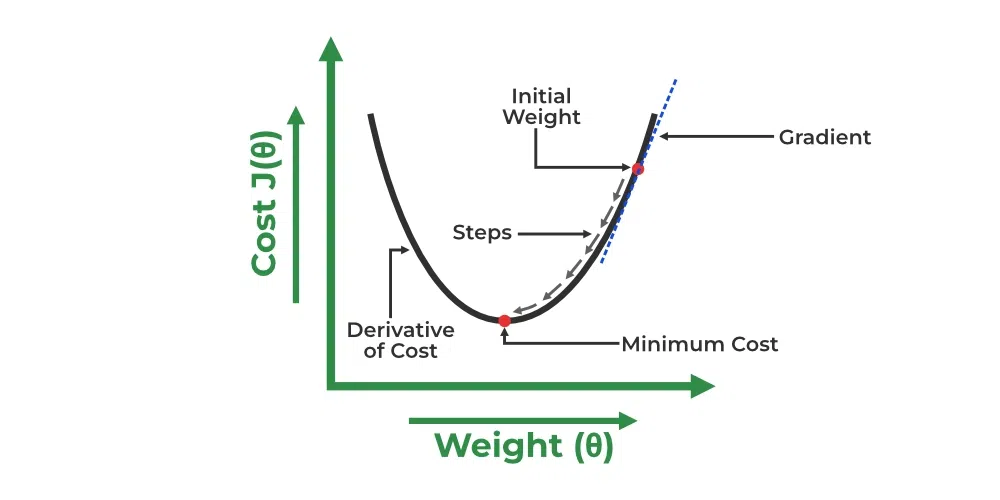 Initial
Weight
Gradient
Cost J(θ)
Steps
Derivative
of Cost
Minimum Cost
Weight (θ)